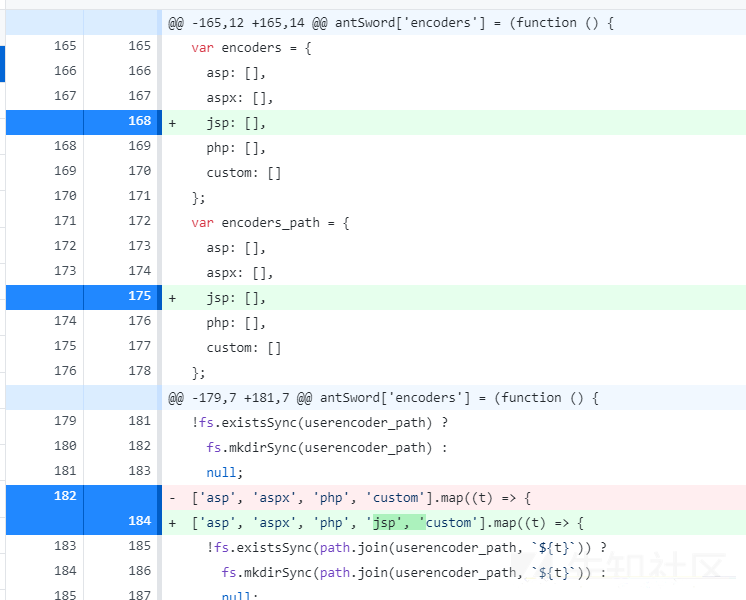 @@ -165,12 +165,14 @@ antSword['encoders'] = (function () {
165 165 var encoders = {
166 166 asp: [],
167 167 aspx: [],
168 + jsp: [],
168 169 php: [],
169 170 custom: []
170 171 };
171 172 var encoders_path = {
172 173 asp: [],
173 174 aspx: [],
175 + jsp: [],
174 176 php: [],
175 177 custom: []
176 178 };
@@ -179,7 +181,7 @@ antSword['encoders'] = (function () {
179 181 !fs.existsSync(userencoder_path) ?
180 182 fs.mkdirSync(userencoder_path) :
181 183 null;
182 - ['asp', 'aspx', 'php', 'custom'].map((t) => {
184 + ['asp', 'aspx', 'php', 'jsp', 'custom'].map((t) => {
183 185 !fs.existsSync(path.join(userencoder_path, `${t}`)) ?
184 186 fs.mkdirSync(path.join(userencoder_path, `${t}`)) :
185 187 null;